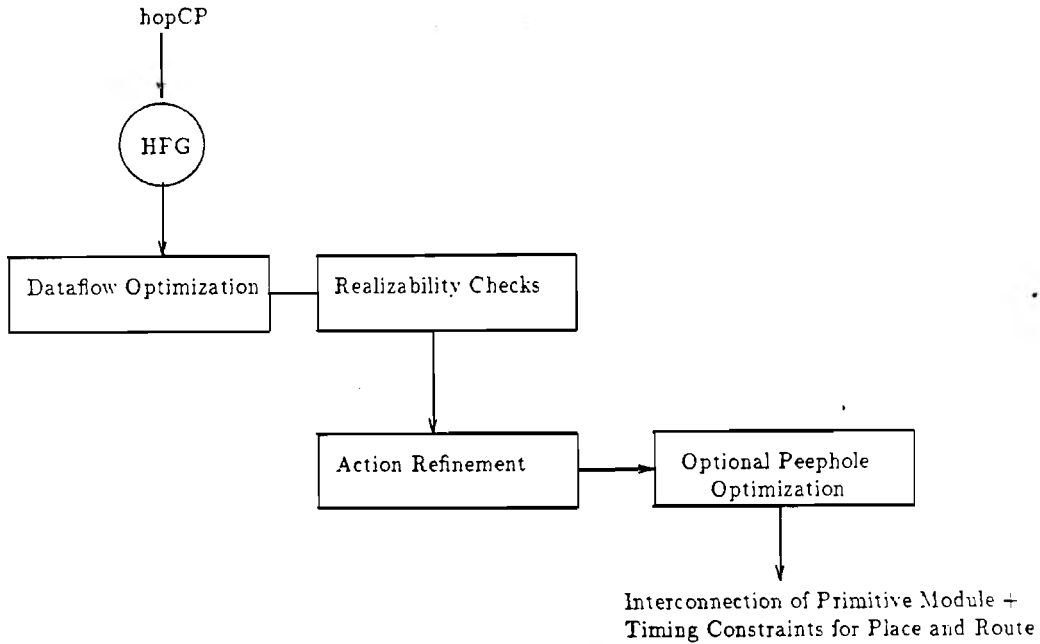 hopCP
HFG
Dataflow Optimization
Realizability Checks
Action Refinement
Optional Peephole
Optimization
Interconnection of Primitive Module +
Timing Constraints for Place and Route